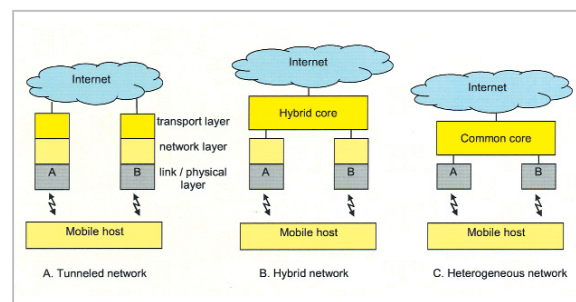 Internet
transport layer
network layer
A
B
link / physical
layer
Mobile host
A. Tunneled network
Internet
Hybrid core
A
B
Mobile host
B. Hybrid network
Internet
Common core
A
B
Mobile host
C. Heterogeneous network